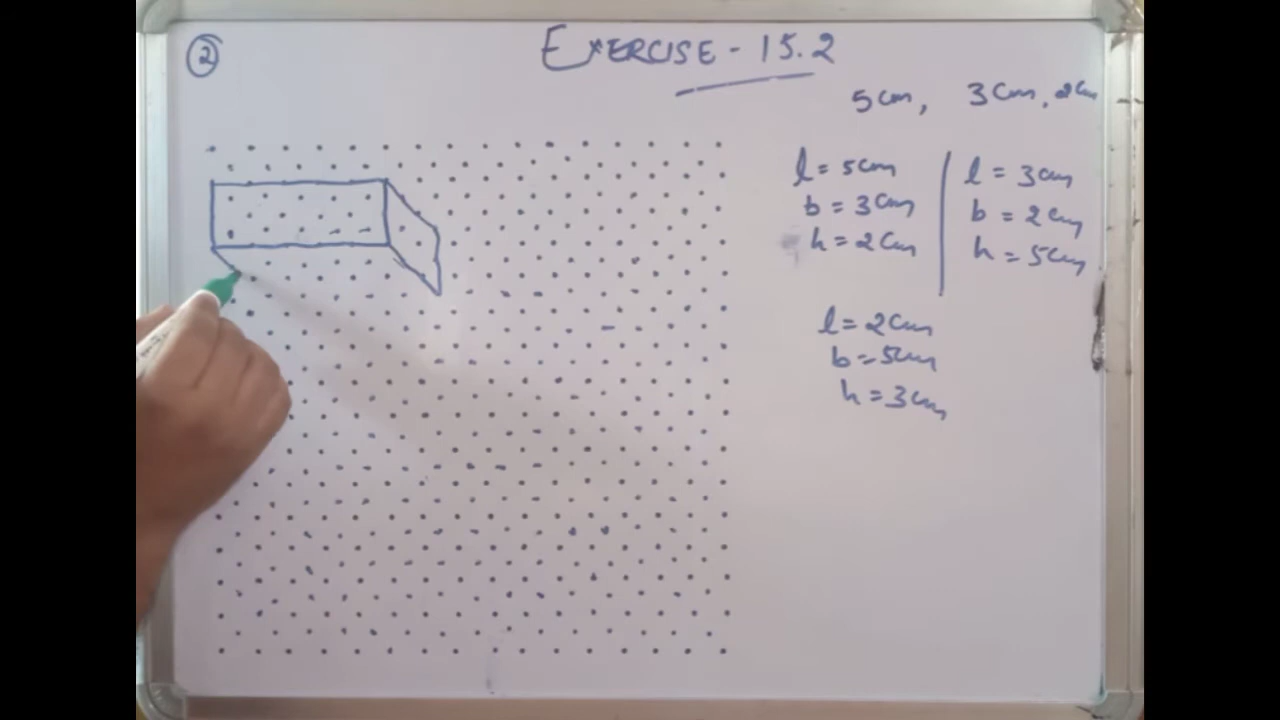 ②
EXERCISE - 15.2
5cm, 3cm, 2cm
l = 5cm
b = 3cm
h = 2cm
l = 3cm
b = 2cm
h = 5cm
l = 2cm
b = 5cm
h = 3cm